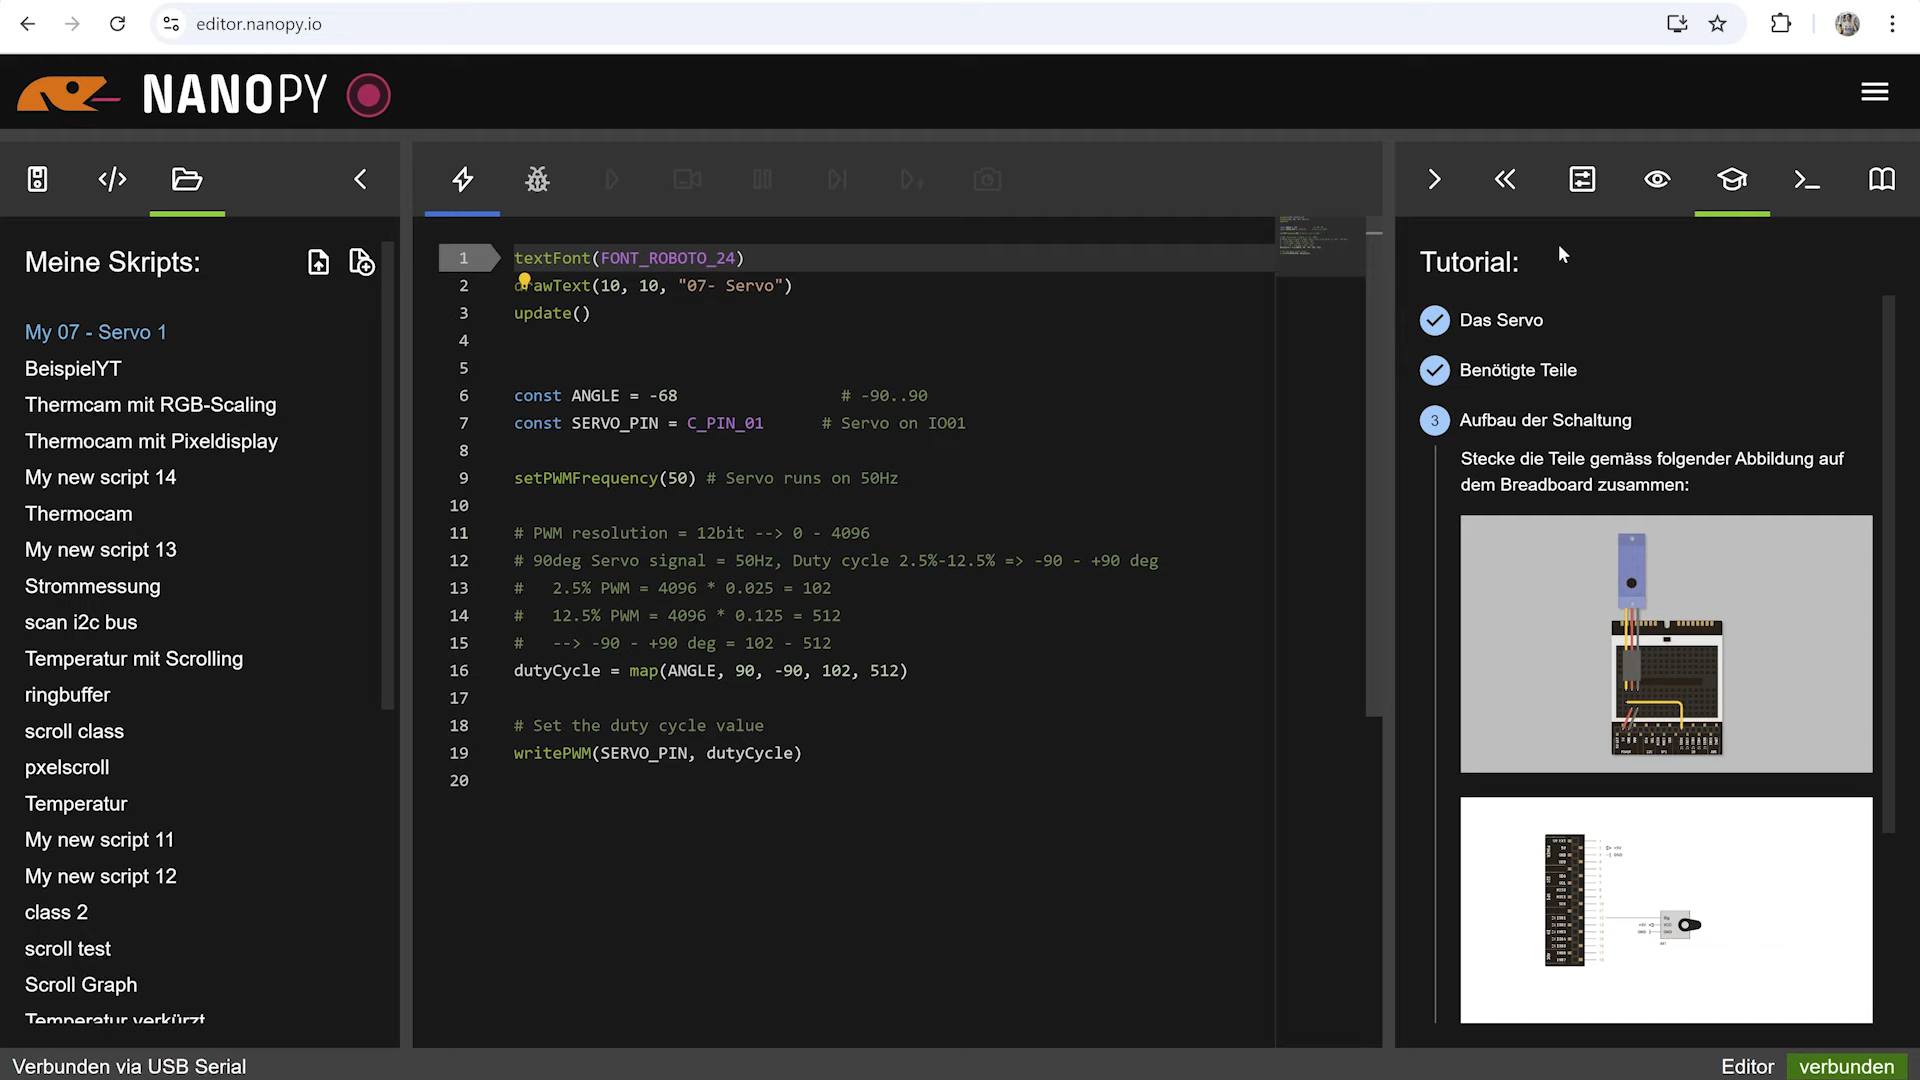 editor.nanopy.io
NANOPY
Meine Skripts:
My 07 - Servo 1
BeispielYT
Thermcam mit RGB-Scaling
Thermocam mit Pixeldisplay
My new script 14
Thermocam
My new script 13
Strommessung
scan i2c bus
Temperatur mit Scrolling
ringbuffer
scroll class
pxelscroll
Temperatur
My new script 11
My new script 12
class 2
scroll test
Scroll Graph
Temperatur verkürzt
1 textFont(FONT_ROBOTO_24)
2 drawText(10, 10, "07- Servo")
3 update()
4
5
6 const ANGLE = -68 # -90..90
7 const SERVO_PIN = C_PIN_01 # Servo on IO01
8
9 setPWMFrequency(50) # Servo runs on 50Hz
10
11 # PWM resolution = 12bit --> 0 - 4096
12 # 90deg Servo signal = 50Hz, Duty cycle 2.5%-12.5% => -90 - +90 deg
13 # 2.5% PWM = 4096 * 0.025 = 102
14 # 12.5% PWM = 4096 * 0.125 = 512
15 # --> -90 - +90 deg = 102 - 512
16 dutyCycle = map(ANGLE, 90, -90, 102, 512)
17
18 # Set the duty cycle value
19 writePWM(SERVO_PIN, dutyCycle)
20
Tutorial:
Das Servo
Benötigte Teile
3 Aufbau der Schaltung
Stecke die Teile gemäss folgender Abbildung auf
dem Breadboard zusammen:
Verbunden via USB Serial
Editor
verbunden